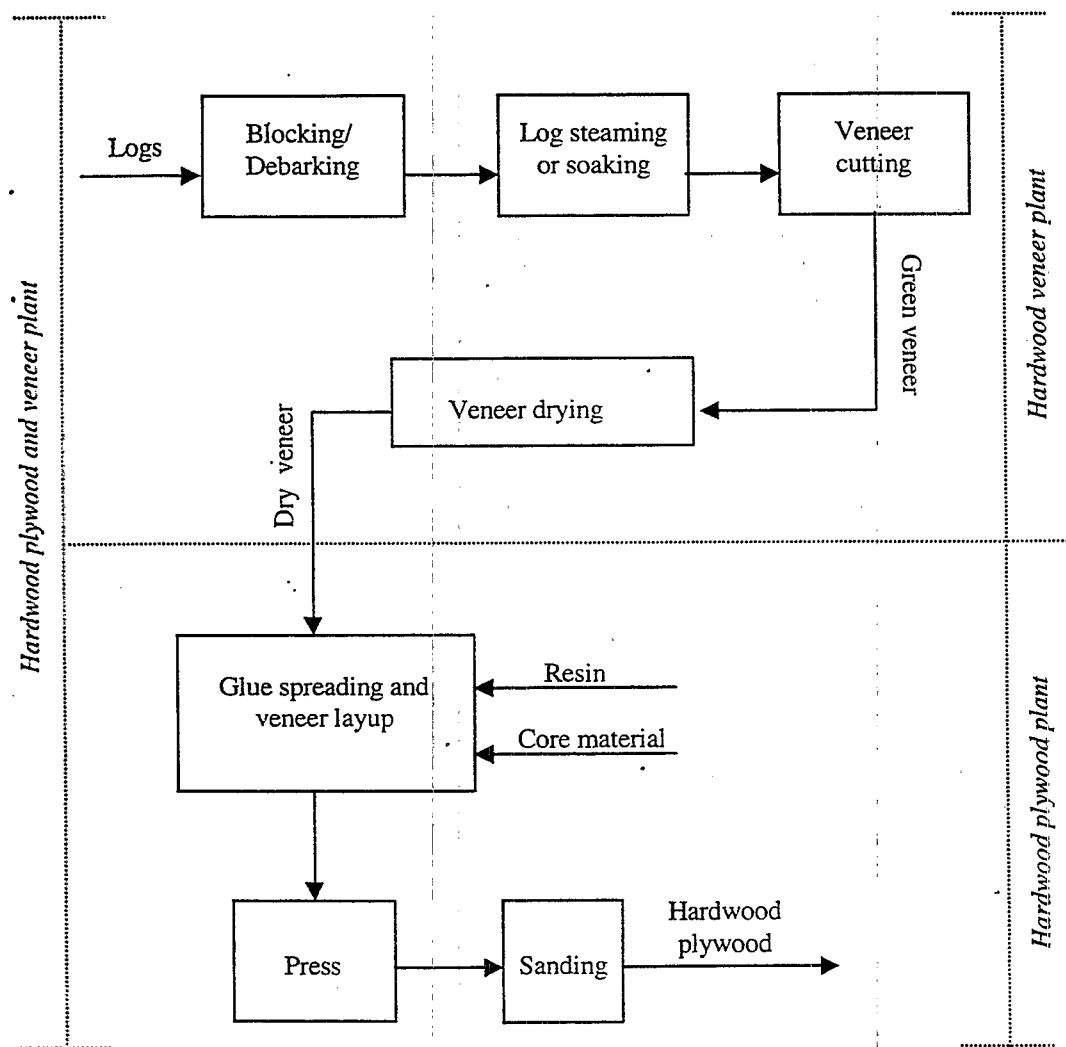 Logs
Blocking/
Debarking
Log steaming
or soaking
Veneer
cutting
Green veneer
Veneer drying
Dry veneer
Hardwood veneer plant
Hardwood plywood and veneer plant
Glue spreading and
veneer layup
Resin
Core material
Press
Sanding
Hardwood
plywood
Hardwood plywood plant